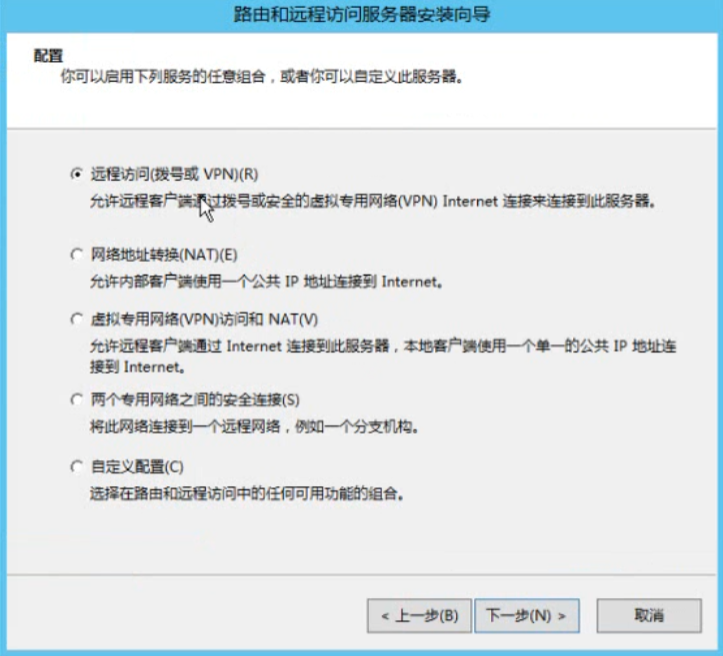 路由和远程访问服务器安装向导
配置
你可以启用下列服务的任意组合，或者你可以自定义此服务器。
远程访问(拨号或 VPN)(R)
允许远程客户端通过拨号或安全的虚拟专用网络(VPN) Internet 连接来连接到此服务器。
网络地址转换(NAT)(E)
允许内部客户端使用一个公共 IP 地址连接到 Internet。
虚拟专用网络(VPN)访问和 NAT(V)
允许远程客户端通过 Internet 连接到此服务器，本地客户端使用一个单一的公共 IP 地址连
接到 Internet。
两个专用网络之间的安全连接(S)
将此网络连接到一个远程网络，例如一个分支机构。
自定义配置(C)
选择在路由和远程访问中的任何可用功能的组合。
< 上一步(B) 下一步(N) > 取消